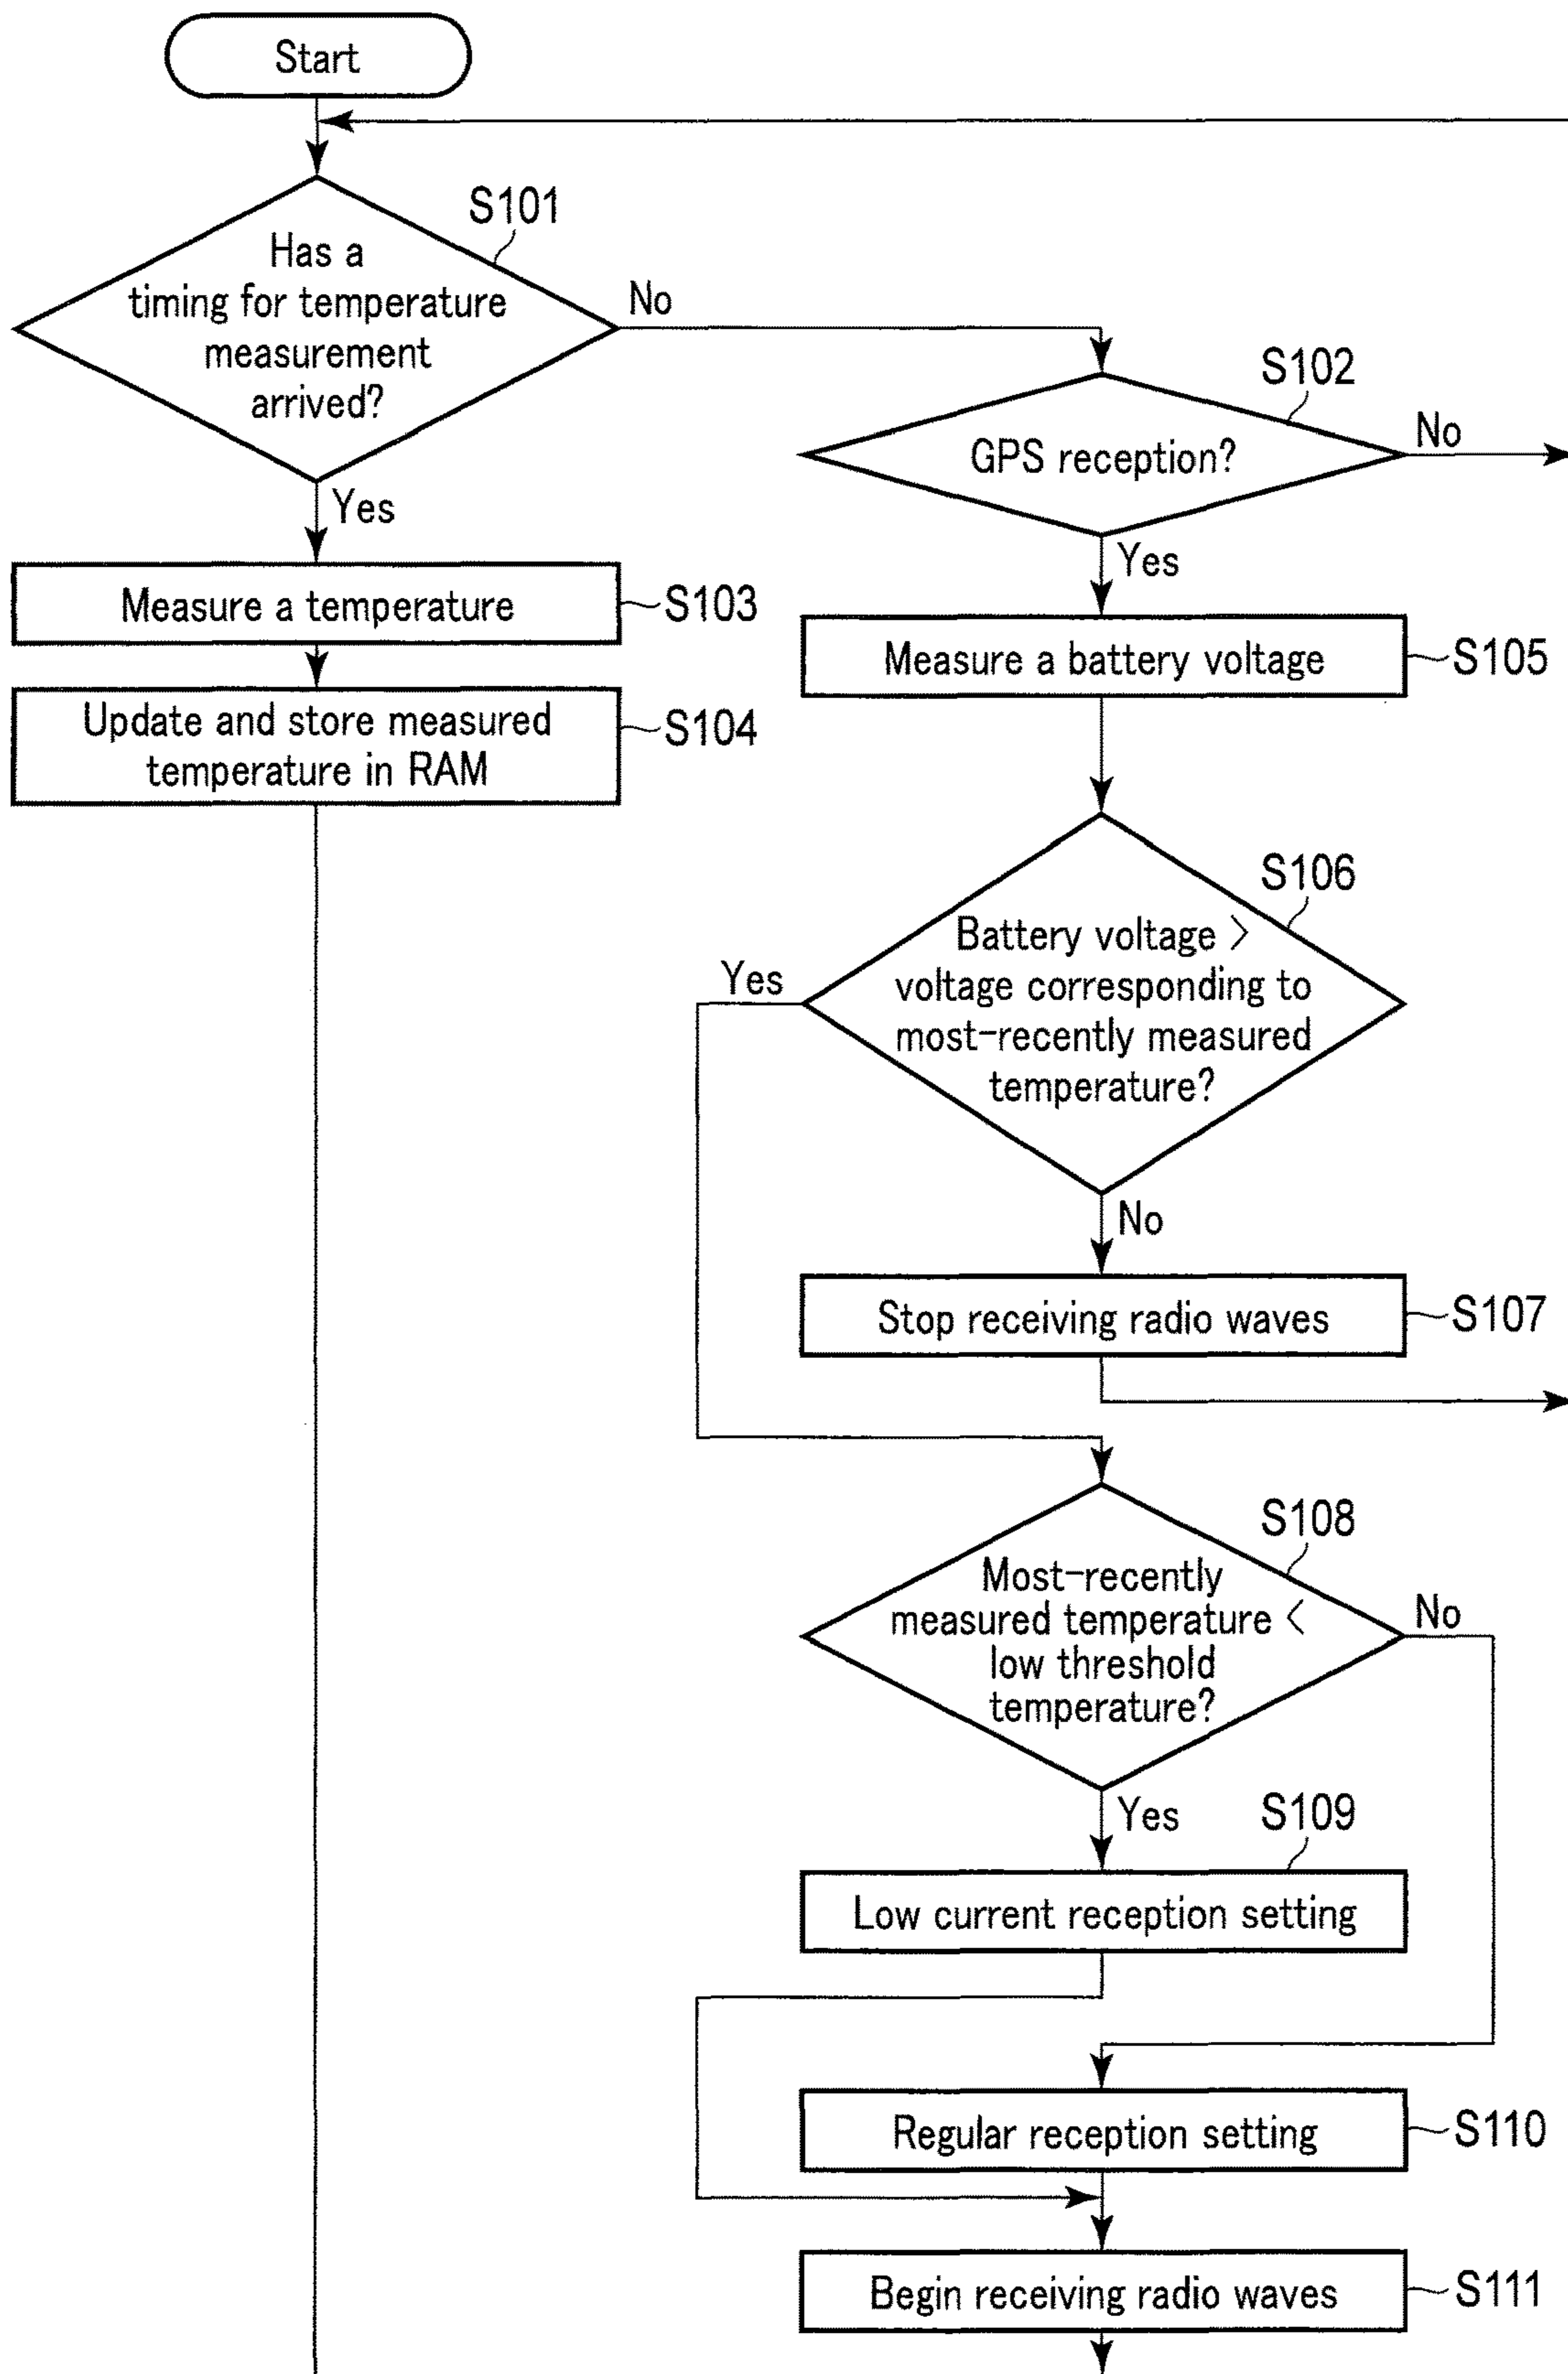 Start
S101
Has a
timing for temperature
measurement
arrived?
No
Yes
S102
GPS reception?
No
Yes
Measure a temperature
S103
Measure a battery voltage
S105
Update and store measured
temperature in RAM
S104
S106
Battery voltage >
voltage corresponding to
most-recently measured
temperature?
Yes
No
Stop receiving radio waves
S107
S108
Most-recently
measured temperature <
low threshold
temperature?
No
Yes
S109
Low current reception setting
Regular reception setting
S110
Begin receiving radio waves
S111